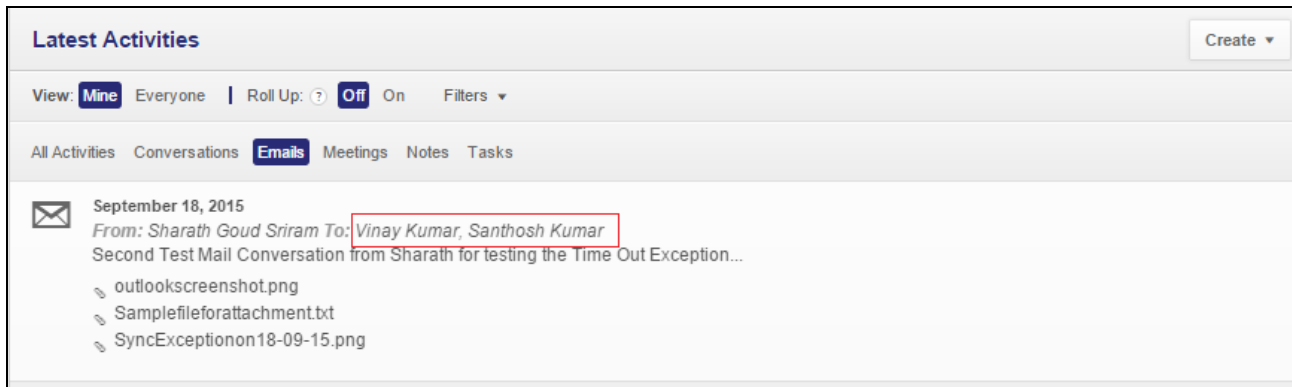 Latest Activities
Create
View: Mine Everyone | Roll Up: ? Off On Filters
All Activities Conversations Emails Meetings Notes Tasks
September 18, 2015
From: Sharath Goud Sriram To: Vinay Kumar, Santhosh Kumar
Second Test Mail Conversation from Sharath for testing the Time Out Exception...
outlookscreenshot.png
Samplefileforattachment.txt
SyncExceptionon18-09-15.png